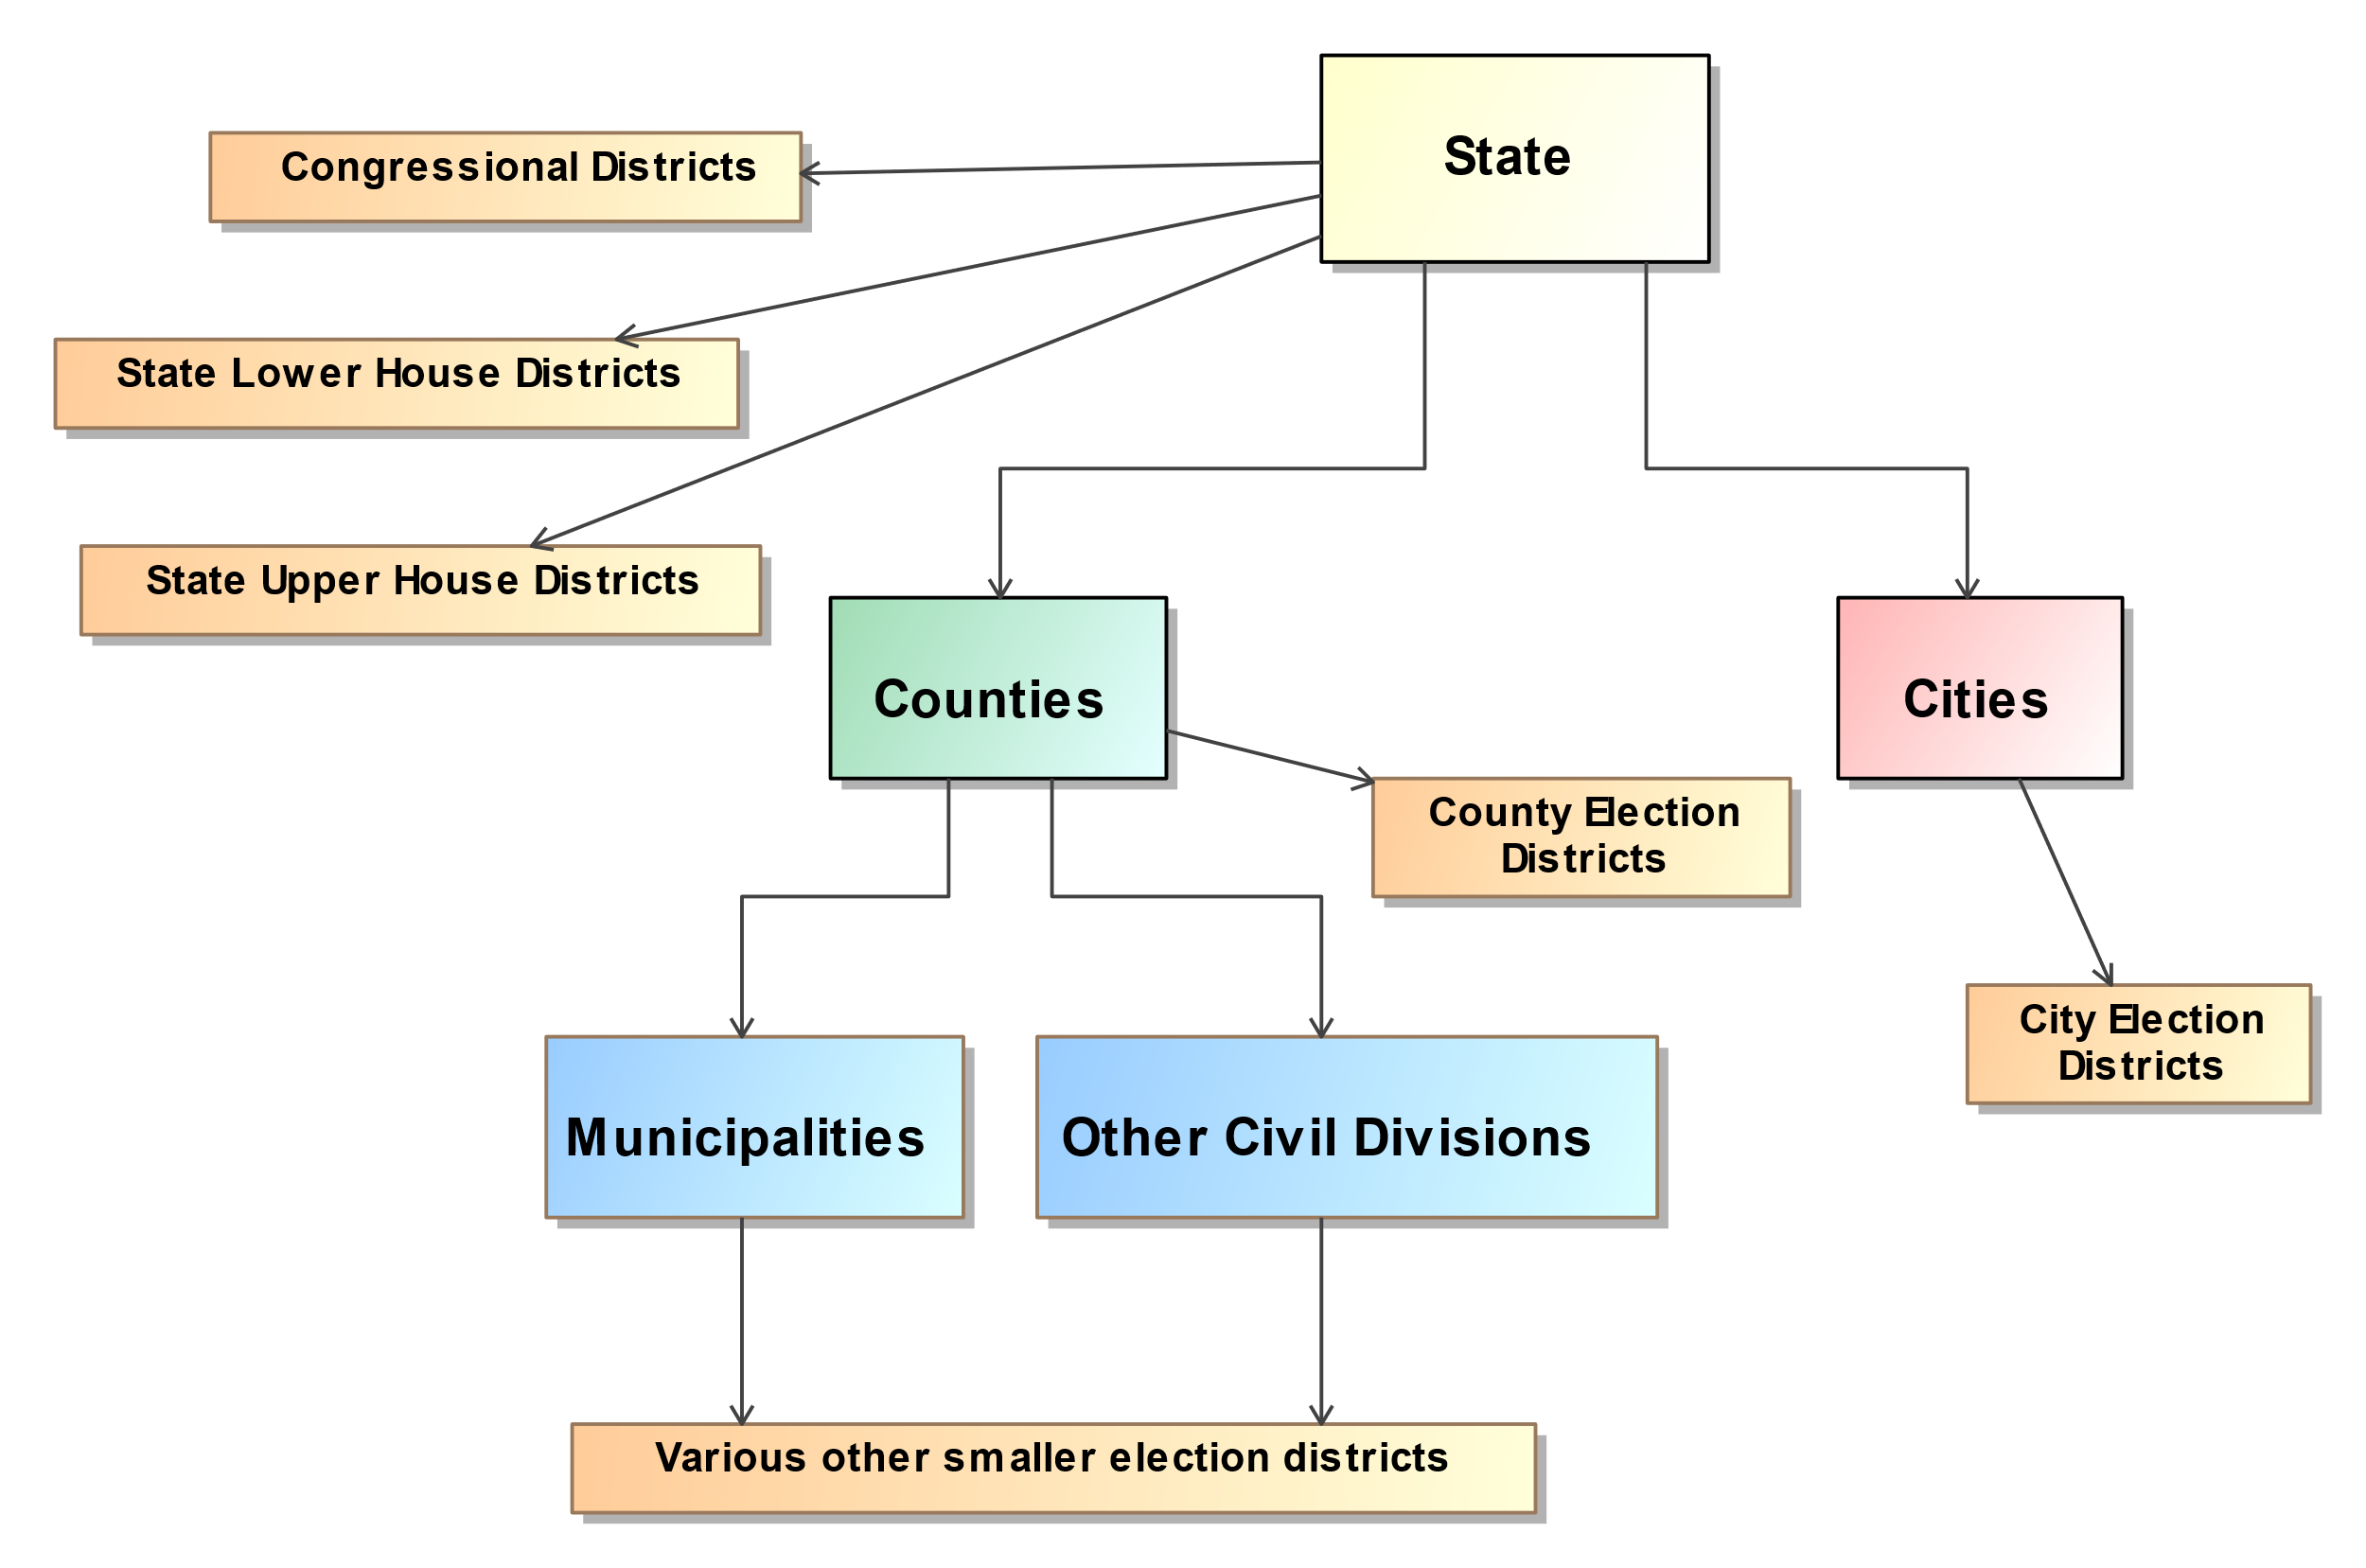 State
Congressional Districts
State Lower House Districts
State Upper House Districts
Counties
Cities
County Election
Districts
City Election
Districts
Municipalities
Other Civil Divisions
Various other smaller election districts